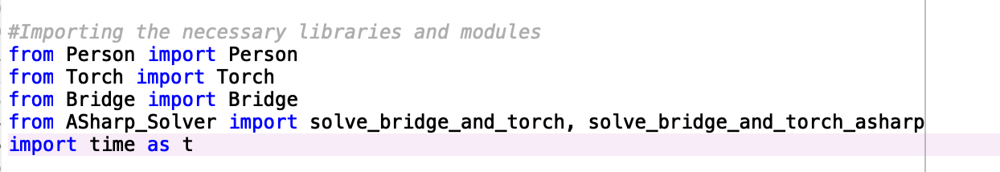 #Importing the necessary libraries and modules
from Person import Person
from Torch import Torch
from Bridge import Bridge
from ASharp_Solver import solve_bridge_and_torch, solve_bridge_and_torch_asharp
import time as t